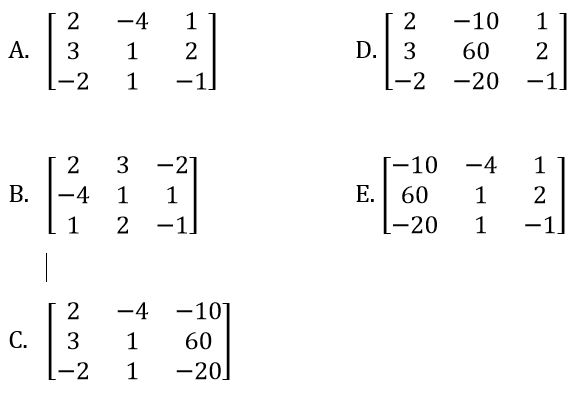 A. [2 −4 1] D. [2 −10 1]
[3 1 2] [3 60 2]
[−2 1 −1] [−2 −20 −1]
B. [2 3 −2] E. [−10 −4 1]
[−4 1 1] [60 1 2]
[1 2 −1] [−20 1 −1]
C. [2 −4 −10]
[3 1 60]
[−2 1 −20]